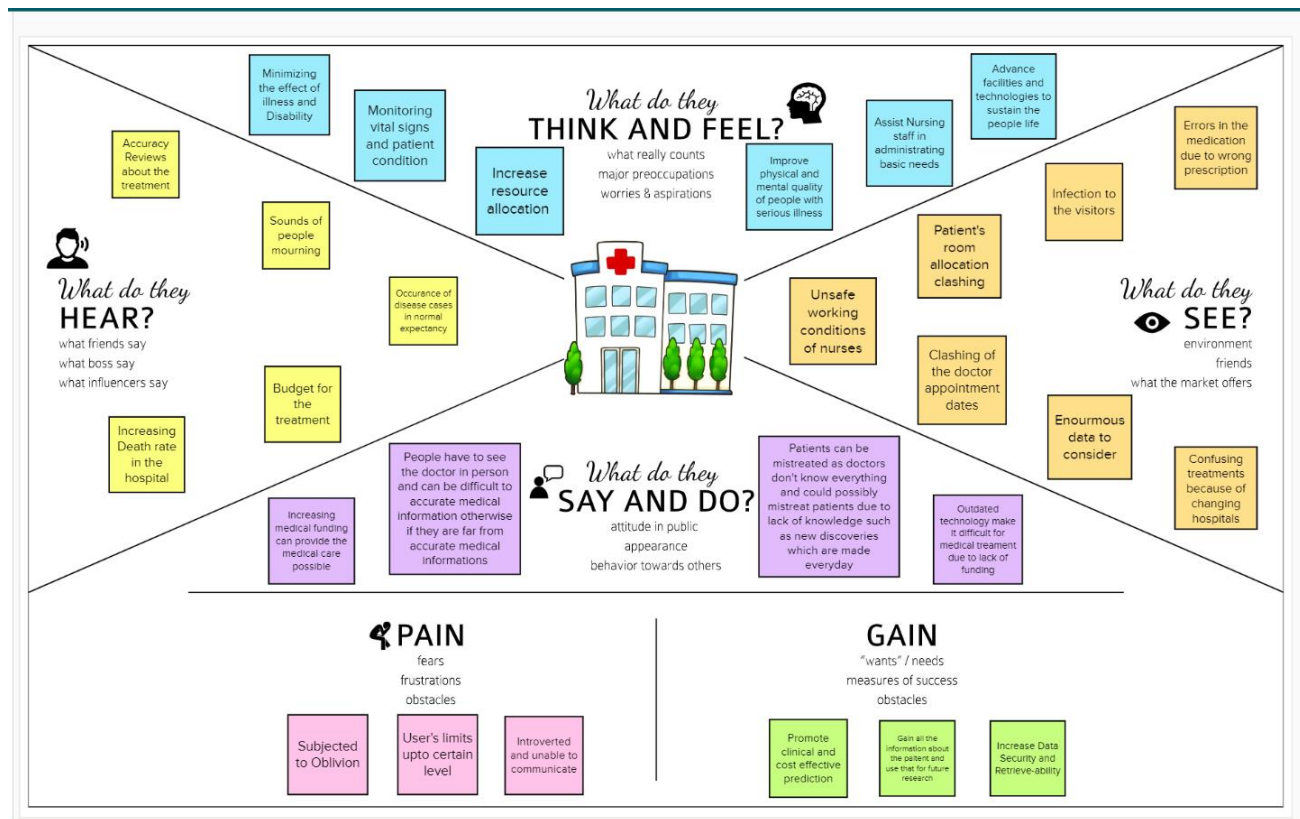 What do they
THINK AND FEEL?
what really counts
major preoccupations
worries & aspirations
Minimizing
the effect of
illness and
Disability
Monitoring
vital signs
and patient
condition
Increase
resource
allocation
Improve
physical and
mental quality
of people with
serious illness
Assist Nursing
staff in
administrating
basic needs
Advance
facilities and
technologies to
sustain the
people life
What do they
HEAR?
what friends say
what boss say
what influencers say
Accuracy
Reviews
about the
treatment
Sounds of
people
mourning
Occurance of
disease cases
in normal
expectancy
Budget for
the
treatment
Increasing
Death rate
in the
hospital
What do they
SEE?
environment
friends
what the market offers
Errors in the
medication
due to wrong
prescription
Infection to
the visitors
Patient's
room
allocation
clashing
Unsafe
working
conditions
of nurses
Clashing of
the doctor
appointment
dates
Enourmous
data to
consider
Confusing
treatments
because of
changing
hospitals
What do they
SAY AND DO?
attitude in public
appearance
behavior towards others
Increasing
medical funding
can provide the
medical care
possible
People have to see
the doctor in person
and can be difficult to
accurate medical
information otherwise
if they are far from
accurate medical
informations
Patients can be
mistreated as doctors
don't know everything
and could possibly
mistreat patients due to
lack of knowledge such
as new discoveries
which are made
everyday
Outdated
technology make
it difficult for
medical treament
due to lack of
funding
PAIN
fears
frustrations
obstacles
Subjected
to Oblivion
User's limits
upto certain
level
Introverted
and unable to
communicate
GAIN
"wants" / needs
measures of success
obstacles
Promote
clinical and
cost effective
prediction
Gain all the
information about
the paitent and
use that for future
research
Increase Data
Security and
Retrieve-ability